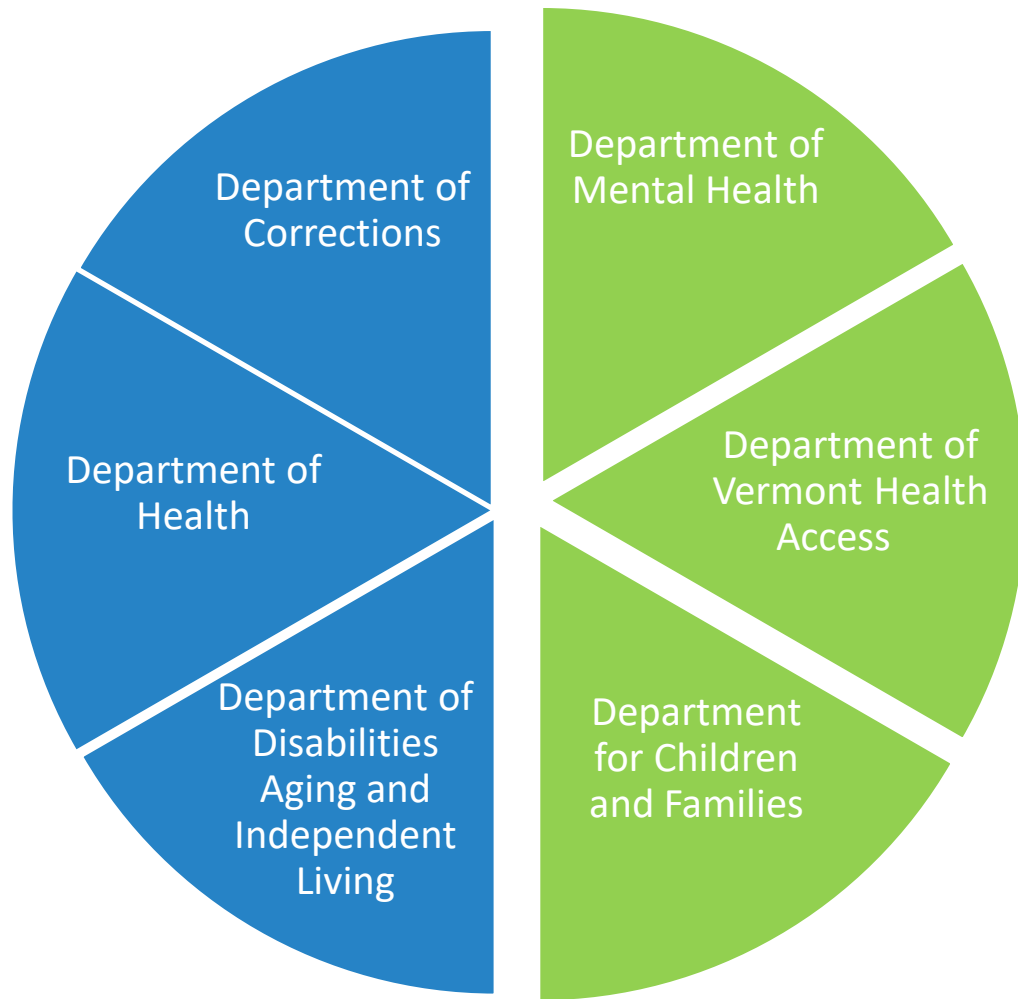 Department of
Mental Health
Department of
Vermont Health
Access
Department
for Children
and Families
Department of
Disabilities
Aging and
Independent
Living
Department of
Health
Department of
Corrections